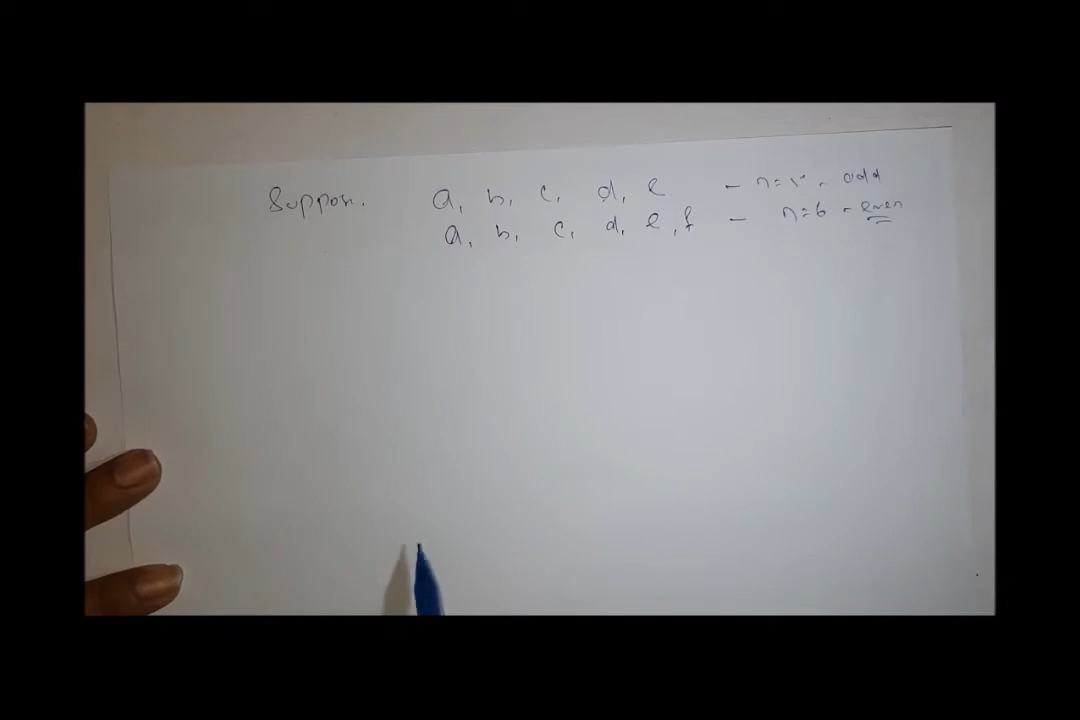 Suppose. a, b, c, d, e - n=5 - odd
a, b, c, d, e, f - n=6 - even